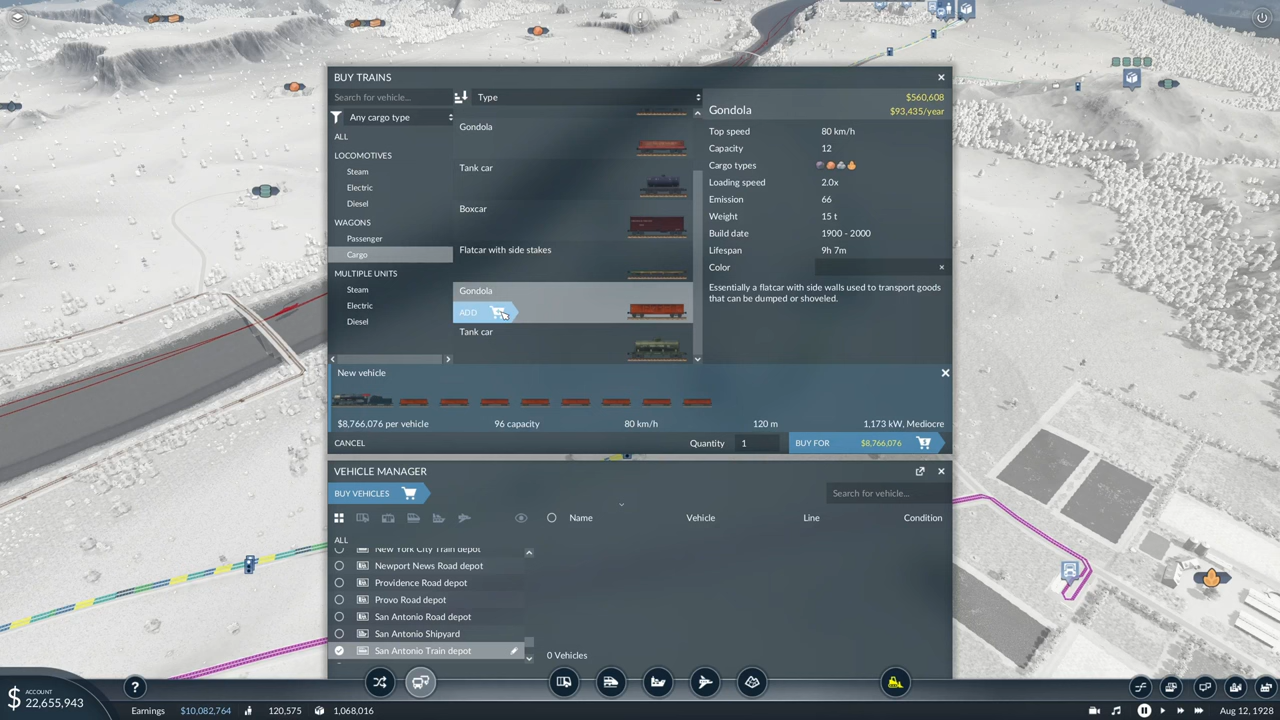 BUY TRAINS
Search for vehicle...
Type
$560,608
Gondola
$93,435/year
Any cargo type
ALL
LOCOMOTIVES
Steam
Electric
Diesel
WAGONS
Passenger
Cargo
MULTIPLE UNITS
Steam
Electric
Diesel
Gondola
Tank car
Boxcar
Flatcar with side stakes
Gondola
ADD
Tank car
Top speed 80 km/h
Capacity 12
Cargo types
Loading speed 2.0x
Emission 66
Weight 15 t
Build date 1900 - 2000
Lifespan 9h 7m
Color
Essentially a flatcar with side walls used to transport goods
that can be dumped or shoveled.
New vehicle
$8,766,076 per vehicle 96 capacity 80 km/h 120 m 1,173 kW, Mediocre
CANCEL Quantity 1 BUY FOR $8,766,076
VEHICLE MANAGER
BUY VEHICLES Search for vehicle...
Name Vehicle Line Condition
ALL
New York City Train depot
Newport News Road depot
Providence Road depot
Provo Road depot
San Antonio Road depot
San Antonio Shipyard
San Antonio Train depot
0 Vehicles
$ ACCOUNT
22,655,943
?
Earnings $10,082,764 120,575 1,068,016 Aug 12, 1928